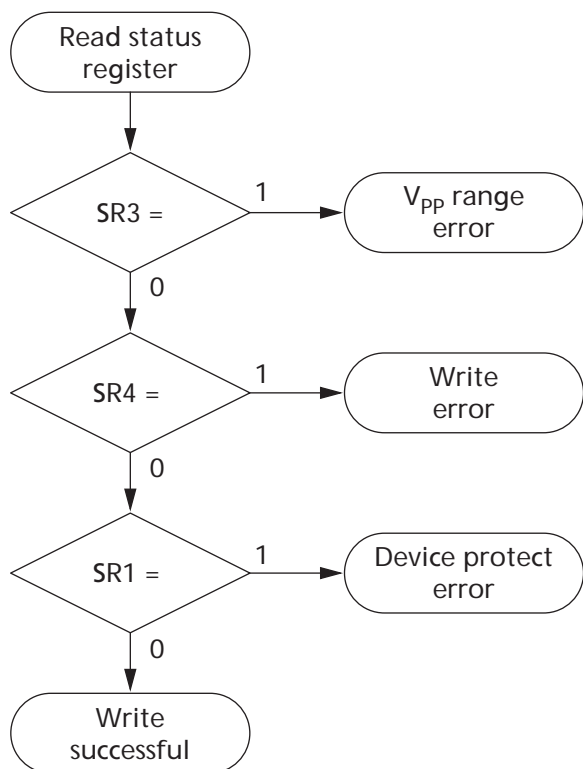 Read status
register
SR3 =
1
V_PP range
error
0
SR4 =
1
Write
error
0
SR1 =
1
Device protect
error
0
Write
successful